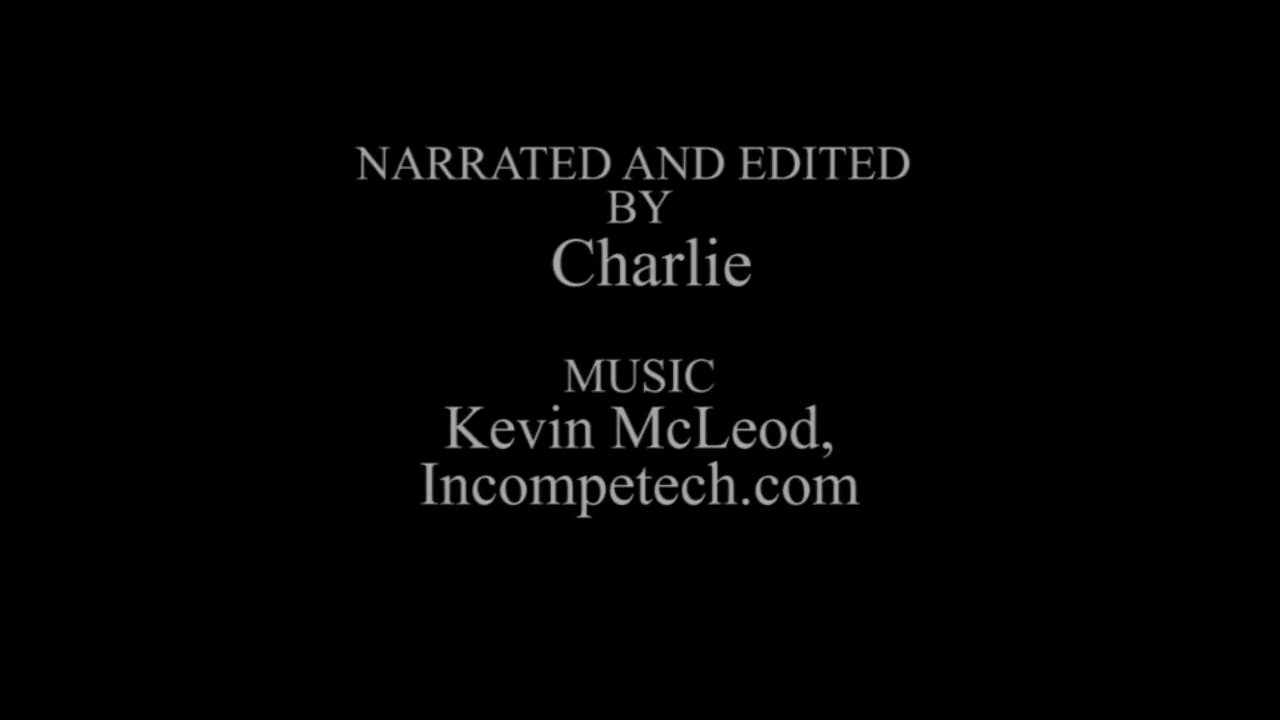 NARRATED AND EDITED
BY
Charlie
MUSIC
Kevin McLeod,
Incompetech.com